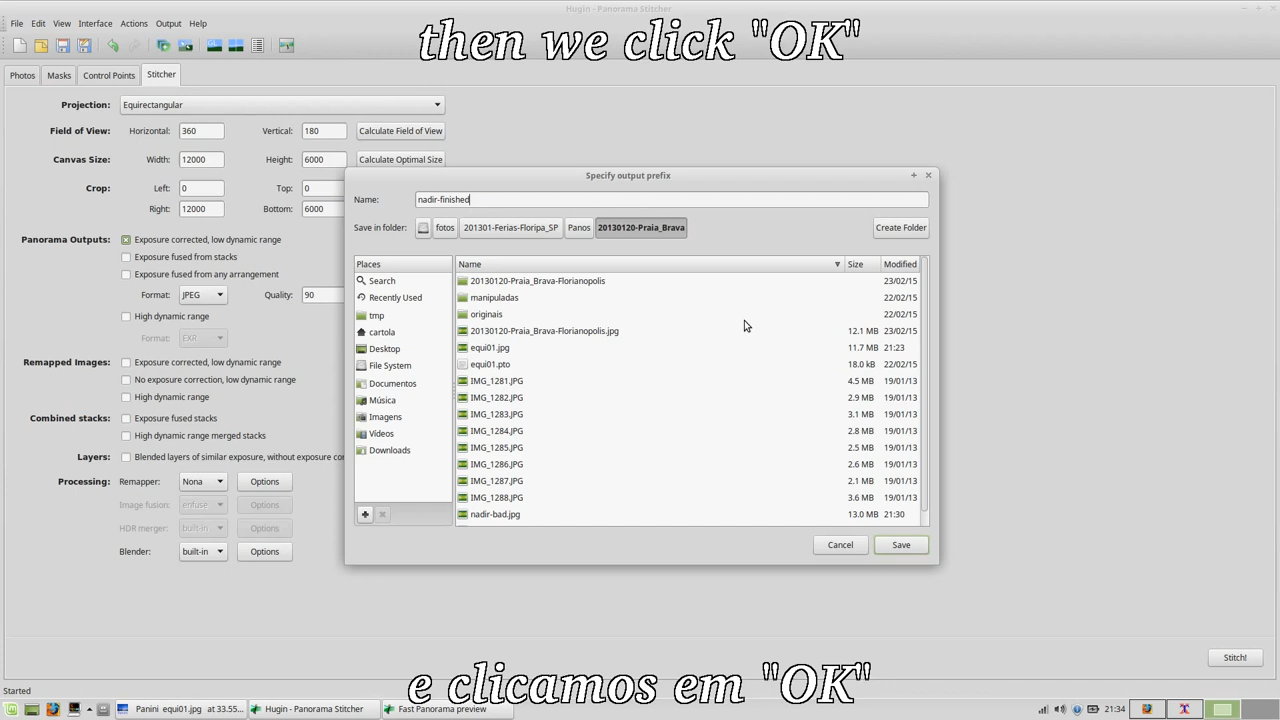 Hugin - Panorama Stitcher
File Edit View Interface Actions Output Help
then we click "OK"
Photos Masks Control Points Stitcher
Projection: Equirectangular
Field of View: Horizontal: 360 Vertical: 180 Calculate Field of View
Canvas Size: Width: 12000 Height: 6000 Calculate Optimal Size
Crop: Left: 0 Top: 0
Right: 12000 Bottom: 6000
Panorama Outputs: Exposure corrected, low dynamic range
Exposure fused from stacks
Exposure fused from any arrangement
Format: JPEG Quality: 90
High dynamic range
Format: EXR
Remapped Images: Exposure corrected, low dynamic range
No exposure correction, low dynamic range
High dynamic range
Combined stacks: Exposure fused stacks
High dynamic range merged stacks
Layers: Blended layers of similar exposure, without exposure
Processing: Remapper: None Options
Image fusion: enfuse Options
HDR merger: built-in Options
Blender: built-in Options
Specify output prefix
Name: nadir-finished
Save in folder: fotos 201301-Ferias-Floripa_SP Panos 20130120-Praia_Brava Create Folder
Places
Search
Recently Used
tmp
cartola
Desktop
File System
Documentos
Música
Imagens
Vídeos
Downloads
Name Size Modified
20130120-Praia_Brava-Florianopolis 23/02/15
manipuladas 22/02/15
originais 22/02/15
20130120-Praia_Brava-Florianopolis.jpg 12.1 MB 23/02/15
equi01.jpg 11.7 MB 21:23
equi01.pto 18.0 kB 22/02/15
IMG_1281.JPG 4.5 MB 19/01/13
IMG_1282.JPG 2.9 MB 19/01/13
IMG_1283.JPG 3.1 MB 19/01/13
IMG_1284.JPG 2.8 MB 19/01/13
IMG_1285.JPG 2.5 MB 19/01/13
IMG_1286.JPG 2.6 MB 19/01/13
IMG_1287.JPG 2.1 MB 19/01/13
IMG_1288.JPG 3.6 MB 19/01/13
nadir-bad.jpg 13.0 MB 21:30
Cancel Save
Stitch!
e clicamos em "OK"
Started
Panini equi01.jpg at 33.55... Hugin - Panorama Stitcher Fast Panorama preview 21:34